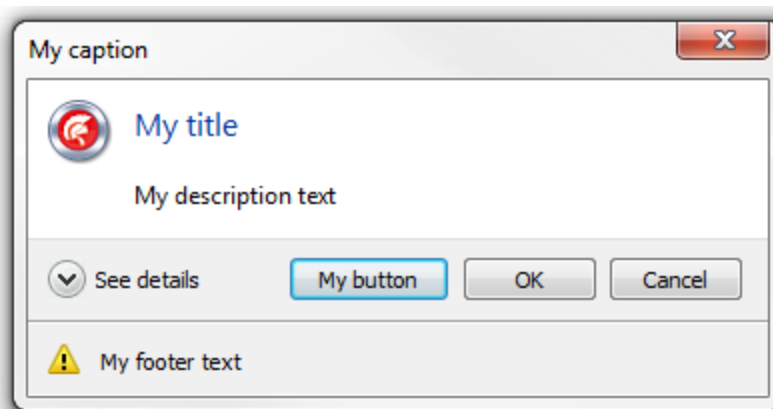 My caption
My title
My description text
See details My button OK Cancel
My footer text